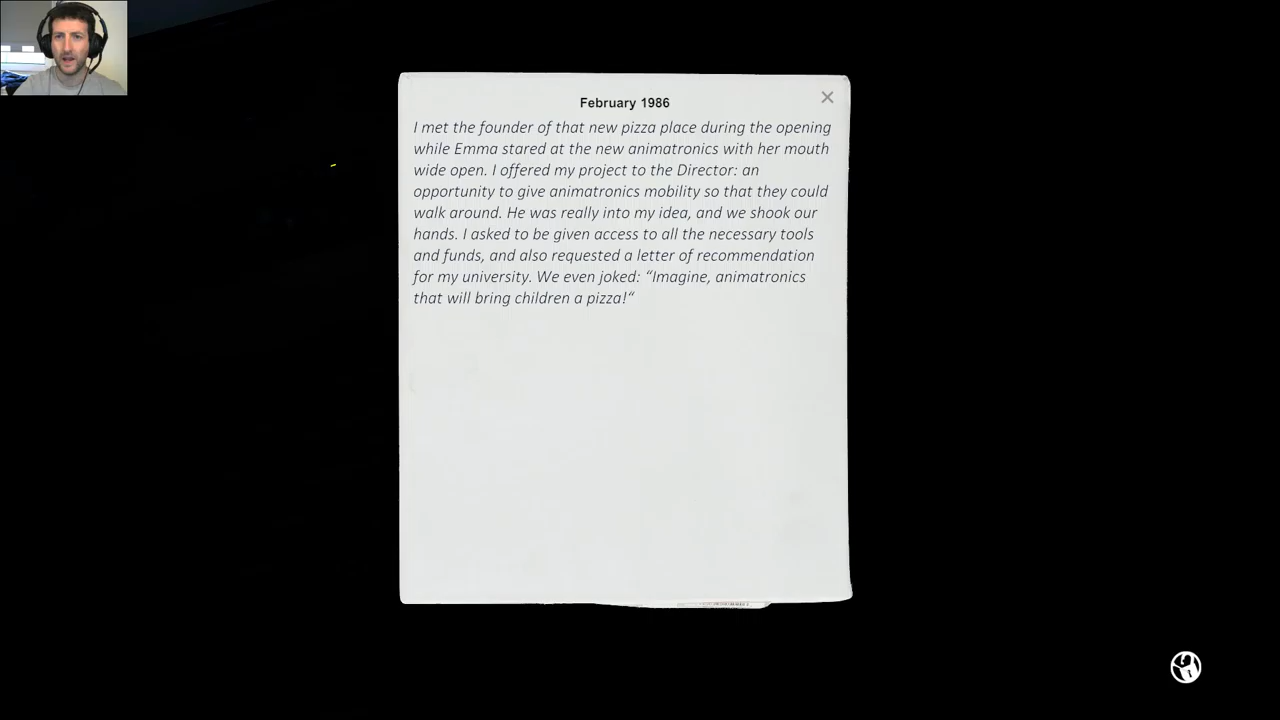 February 1986
I met the founder of that new pizza place during the opening
while Emma stared at the new animatronics with her mouth
wide open. I offered my project to the Director: an
opportunity to give animatronics mobility so that they could
walk around. He was really into my idea, and we shook our
hands. I asked to be given access to all the necessary tools
and funds, and also requested a letter of recommendation
for my university. We even joked: “Imagine, animatronics
that will bring children a pizza!“